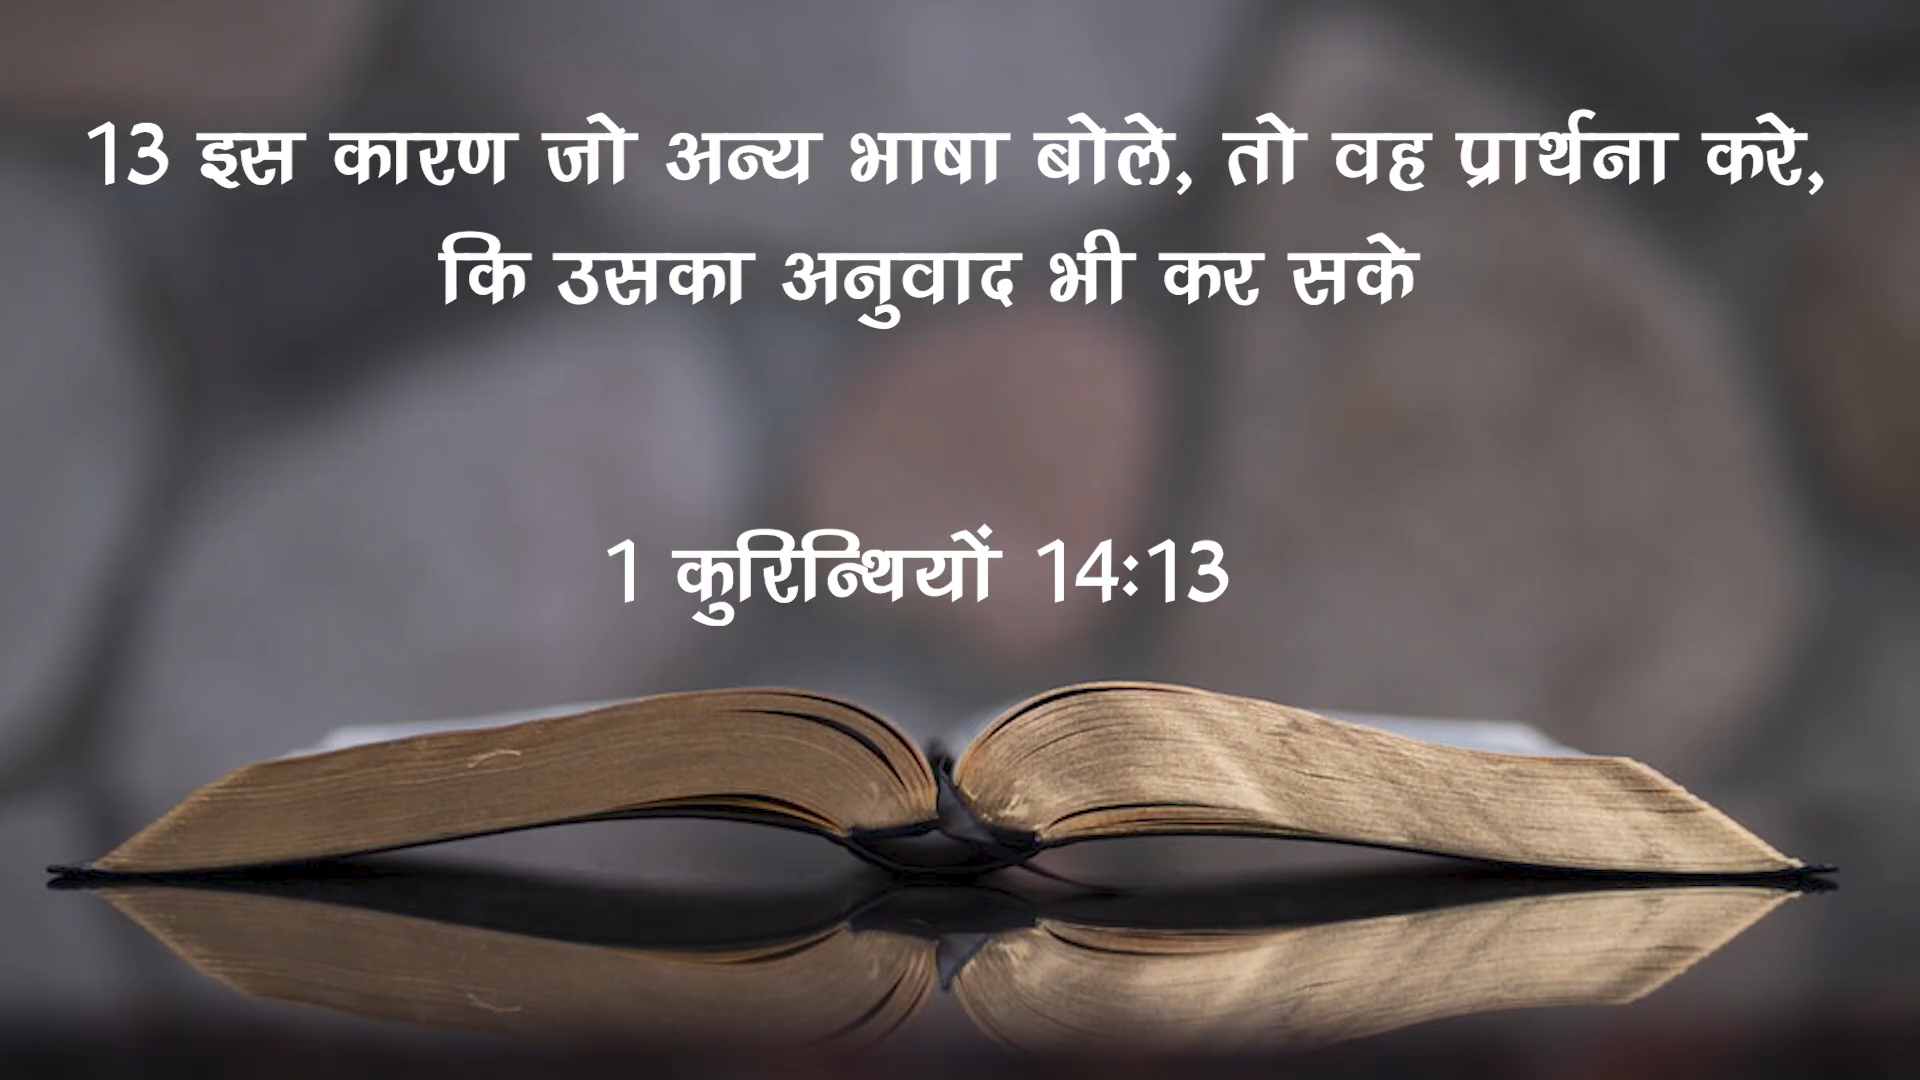 13 इस कारण जो अन्य भाषा बोले, तो वह प्रार्थना करे,
कि उसका अनुवाद भी कर सके
1 कुरिन्थियों 14:13